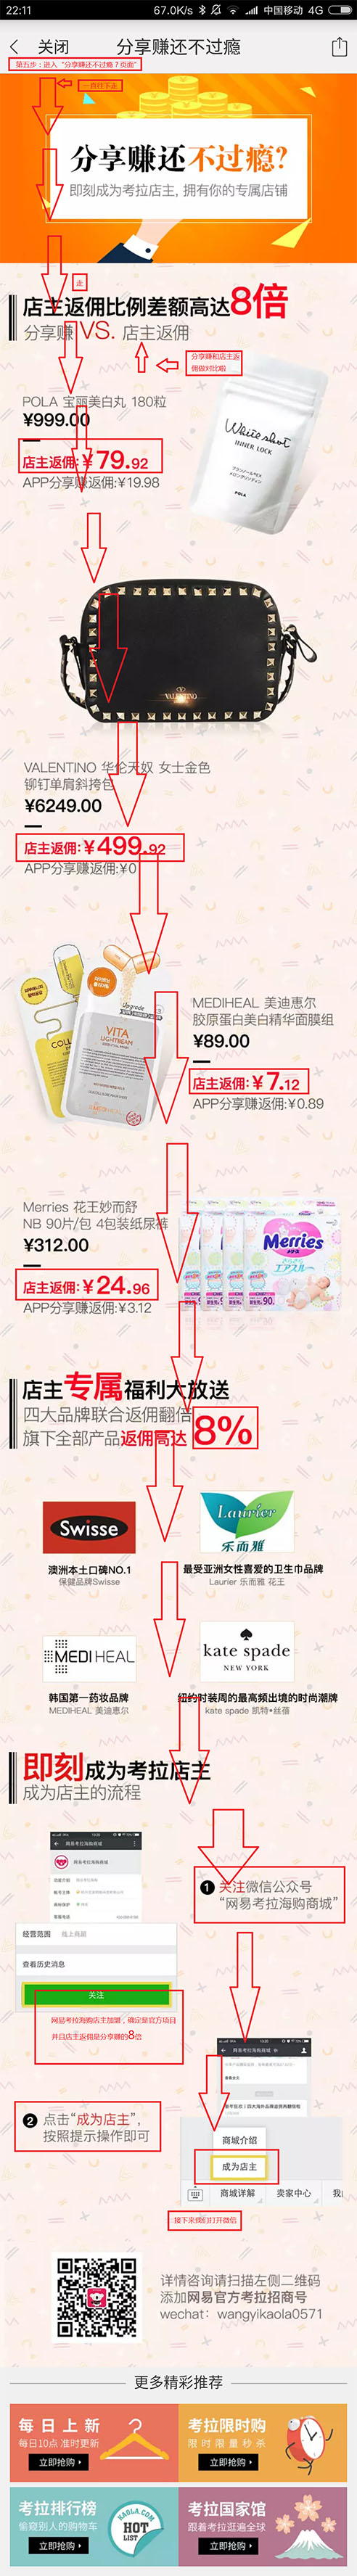 22:11
67.0K/s
中国移动 4G
关闭
分享赚还不过瘾
第五步:进入“分享赚还不过瘾?页面”
一直往下走
分享赚还不过瘾?
即刻成为考拉店主, 拥有你的专属店铺
正
店主返佣比例差额高达8倍
分享赚VS. 店主返佣
分享赚和店主返
佣做对比啦
POLA 宝丽美白丸 180粒
¥999.00
店主返佣:¥79.92
APP分享赚返佣:¥19.98
White shot
INNER LOCK
POLA
VALENTINO
VALENTINO 华伦天奴 女士金色
铆钉单肩斜挎包
¥6249.00
店主返佣:¥499.92
APP分享赚返佣:¥0
VITA
LIGHTBEAM
MEDIHEAL 美迪惠尔
胶原蛋白美白精华面膜组
¥89.00
店主返佣:¥7.12
APP分享赚返佣:¥0.89
Merries 花王妙而舒
NB 90片/包 4包装纸尿裤
¥312.00
店主返佣:¥24.96
APP分享赚返佣:¥3.12
Merries
エアスルー
店主专属福利大放送
四大品牌联合返佣翻倍
旗下全部产品返佣高达8%
Swisse
澳洲本土口碑NO.1
保健品牌Swisse
Laurier
乐而雅
最受亚洲女性喜爱的卫生巾品牌
Laurier 乐而雅 花王
MEDIHEAL
韩国第一药妆品牌
MEDIHEAL 美迪惠尔
kate spade
NEW YORK
纽约时装周的最高频出境的时尚潮牌
kate spade 凯特•丝蓓
即刻成为考拉店主
成为店主的流程
❶ 关注微信公众号
“网易考拉海购商城”
网易考拉海购商城
经营范围 线上商城
查看历史消息
关注
网易考拉海购店主加盟，确定是官方项目
并且店主返佣是分享赚的8倍
❷ 点击“成为店主”,
按照提示操作即可
商城介绍
成为店主
商城详解
卖家中心
接下来我们打开微信
详情咨询请扫描左侧二维码
添加网易官方考拉招商号
wechat: wangyikaola0571
更多精彩推荐
每日上新
每日10点 准时更新
立即抢购
考拉限时购
限时限量秒杀
立即抢购
考拉排行榜
偷窥别人的购物车
立即抢购
KAOLA.COM
HOT
LIST
考拉国家馆
跟着考拉逛遍全球
立即抢购